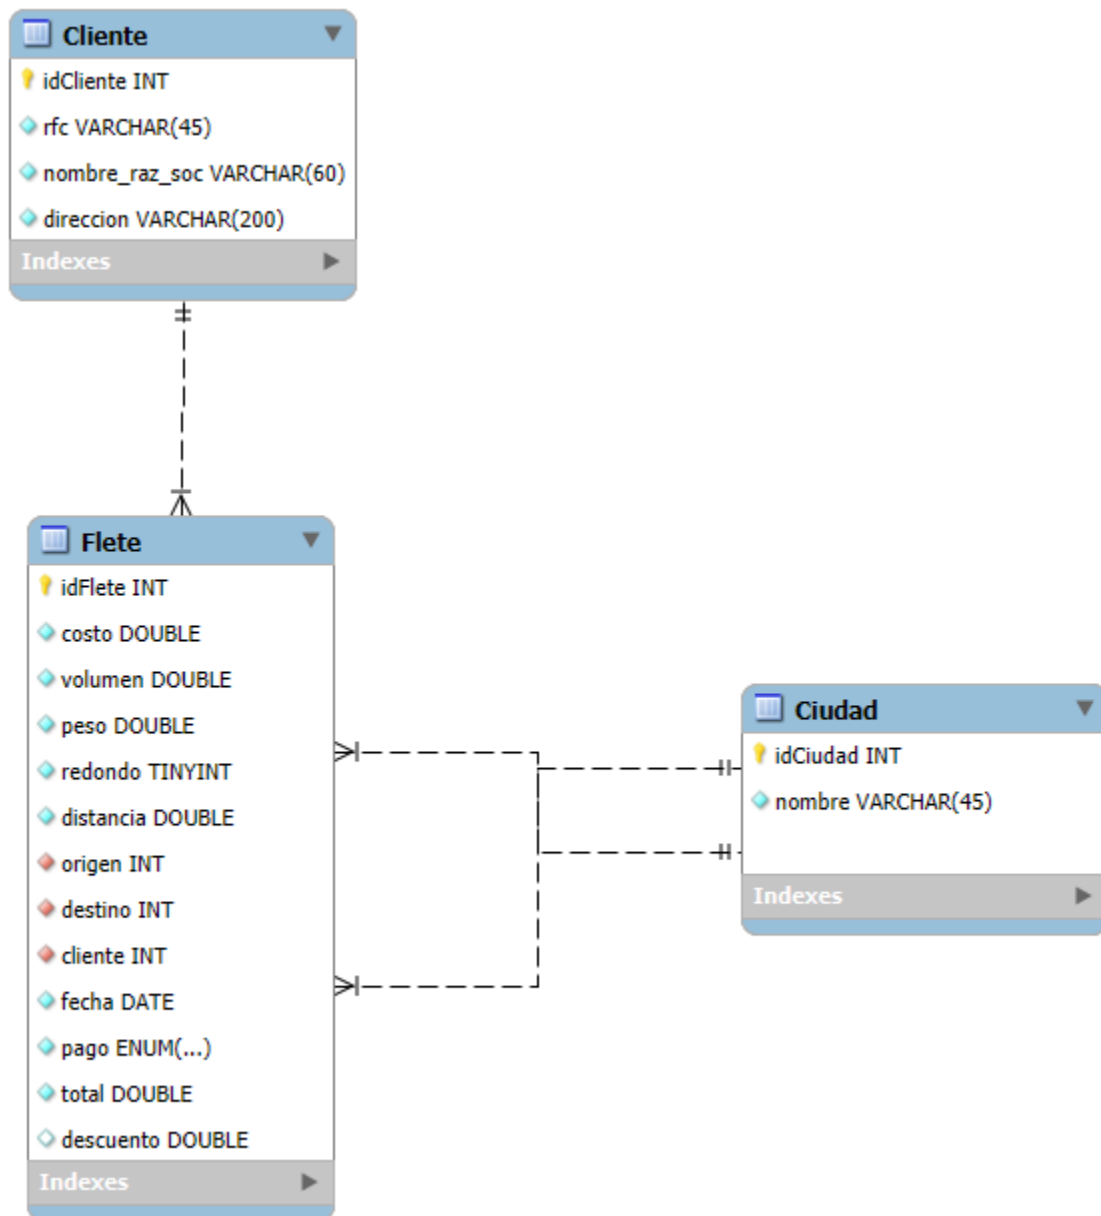 Cliente
idCliente INT
rfc VARCHAR(45)
nombre_raz_soc VARCHAR(60)
direccion VARCHAR(200)
Indexes
Flete
idFlete INT
costo DOUBLE
volumen DOUBLE
peso DOUBLE
redondo TINYINT
distancia DOUBLE
origen INT
destino INT
cliente INT
fecha DATE
pago ENUM(...)
total DOUBLE
descuento DOUBLE
Indexes
Ciudad
idCiudad INT
nombre VARCHAR(45)
Indexes